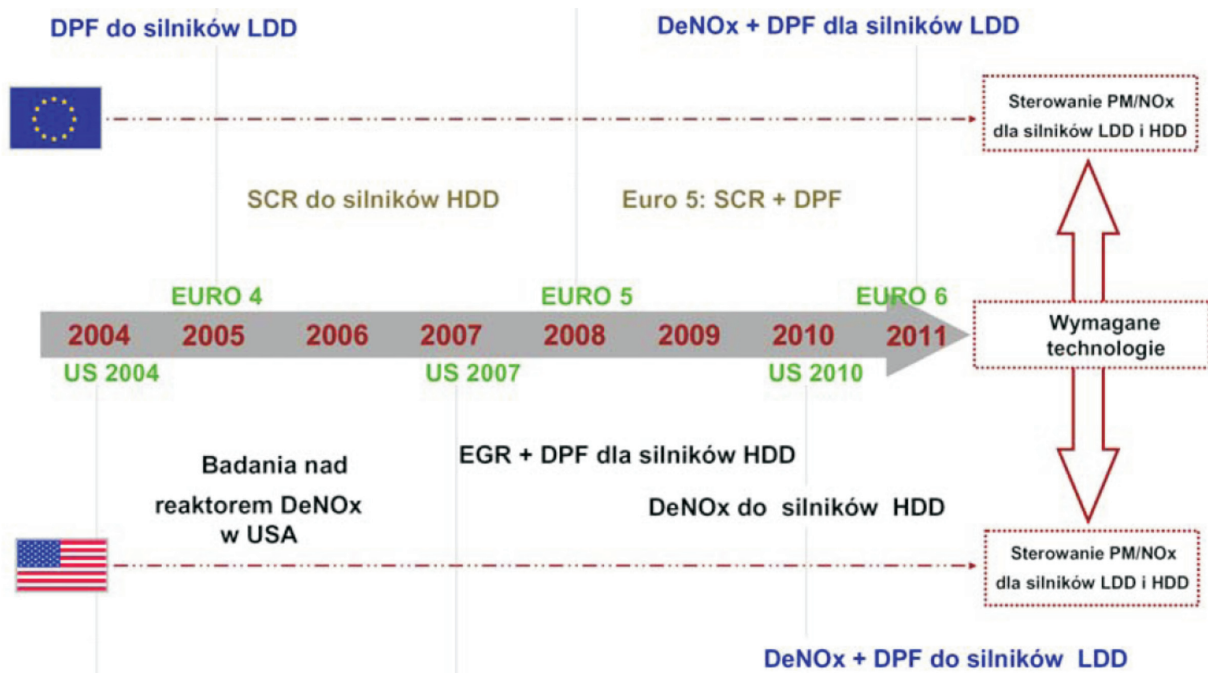 DPF do silników LDD
DeNOx + DPF dla silników LDD
Sterowanie PM/NOx
dla silników LDD i HDD
SCR do silników HDD
Euro 5: SCR + DPF
EURO 4
EURO 5
EURO 6
2004
2005
2006
2007
2008
2009
2010
2011
Wymagane
technologie
US 2004
US 2007
US 2010
Badania nad
reaktorem DeNOx
w USA
EGR + DPF dla silników HDD
DeNOx do silników HDD
Sterowanie PM/NOx
dla silników LDD i HDD
DeNOx + DPF do silników LDD